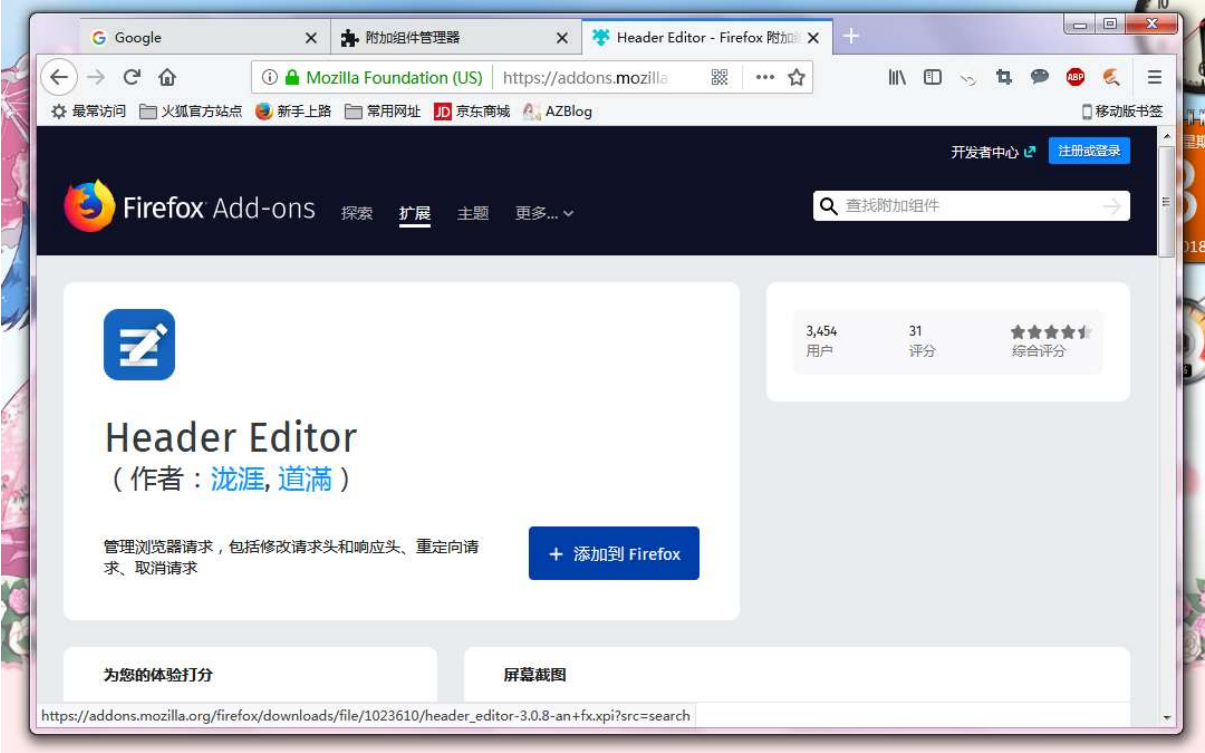 10
Google
附加组件管理器
Header Editor - Firefox 附加
Mozilla Foundation (US) https://addons.mozilla
ABP
最常访问 火狐官方站点 新手上路 常用网址 JD 京东商城 AZBlog 移动版书签
开发者中心 注册或登录
Firefox Add-ons 探索 扩展 主题 更多... 查找附加组件
018
3,454 31
用户 评分 综合评分
Header Editor
（作者：泷涯, 道滿）
管理浏览器请求，包括修改请求头和响应头、重定向请
求、取消请求
+ 添加到 Firefox
为您的体验打分
屏幕截图
https://addons.mozilla.org/firefox/downloads/file/1023610/header_editor-3.0.8-an+fx.xpi?src=search